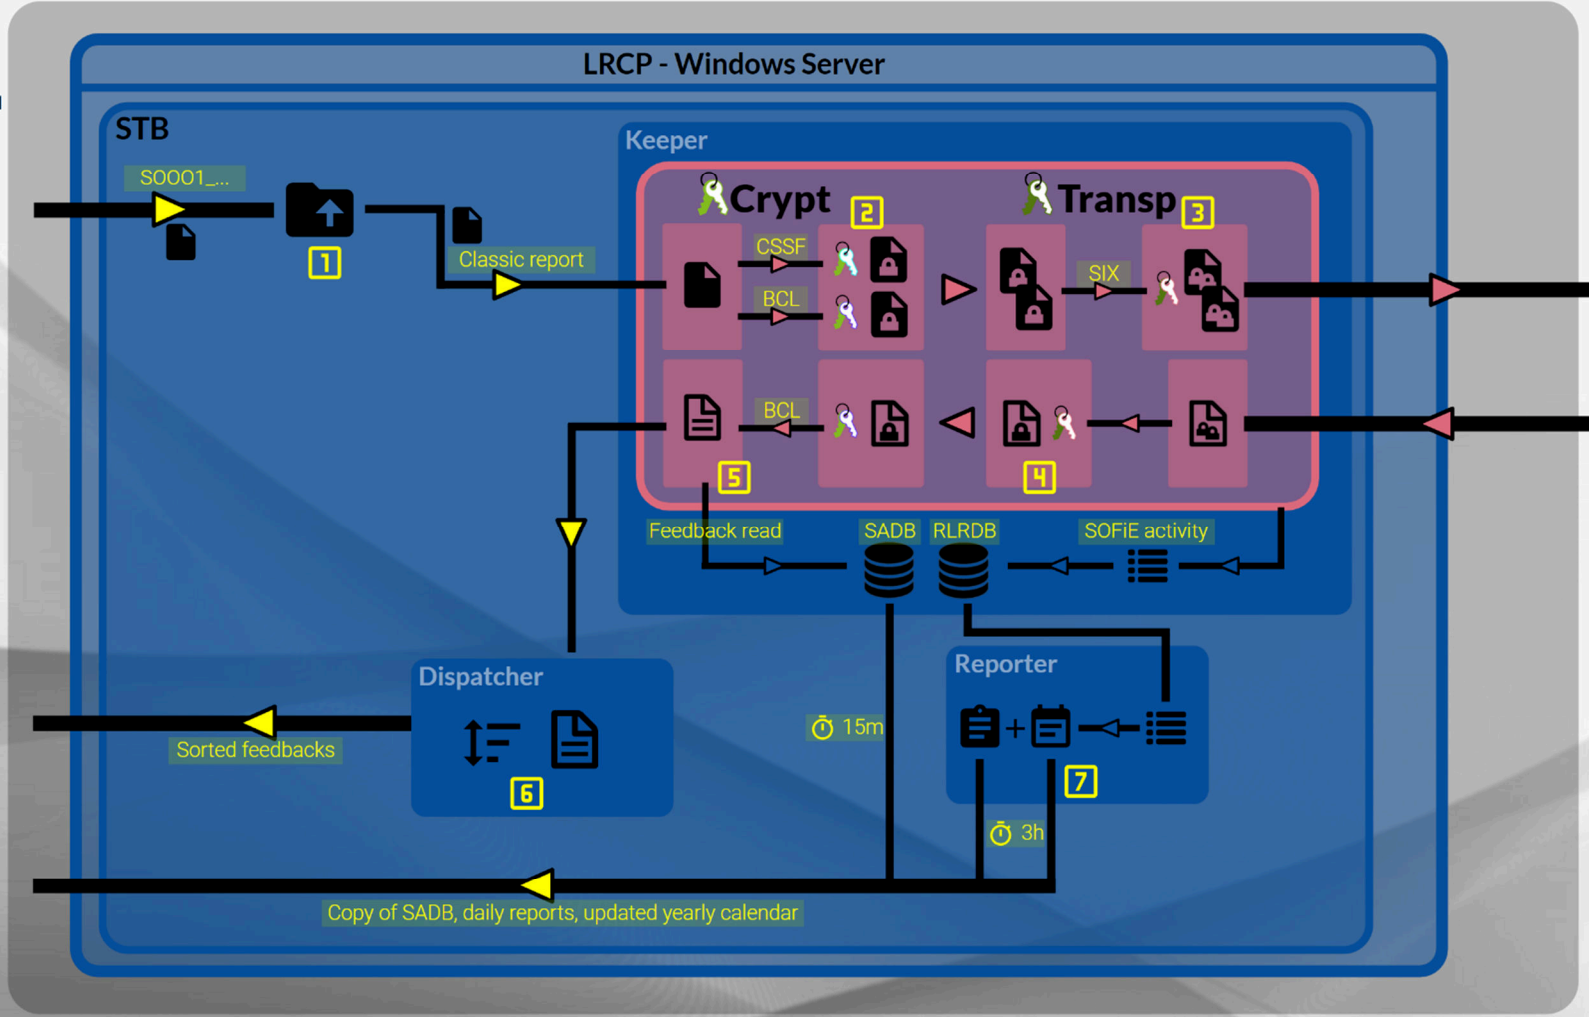 LRCP - Windows Server
STB
Keeper
SOOO1_...
Crypt
2
Transp
3
1
Classic report
CSSF
BCL
SIX
BCL
5
4
Feedback read
SADB
RLRDB
SOFiE activity
Dispatcher
Reporter
15m
Sorted feedbacks
6
7
3h
Copy of SADB, daily reports, updated yearly calendar